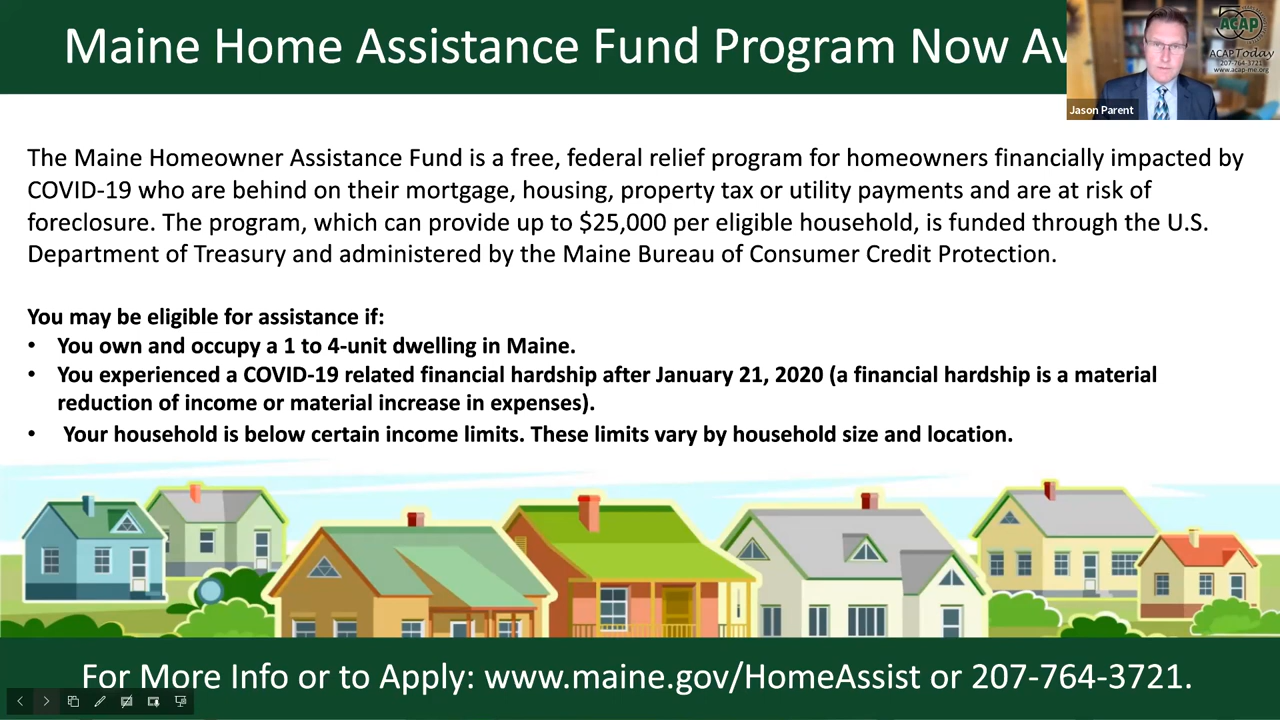 Maine Home Assistance Fund Program Now Av
ACAP
ACAPToday
207-764-3721
www.acap-me.org
Jason Parent
The Maine Homeowner Assistance Fund is a free, federal relief program for homeowners financially impacted by
COVID-19 who are behind on their mortgage, housing, property tax or utility payments and are at risk of
foreclosure. The program, which can provide up to $25,000 per eligible household, is funded through the U.S.
Department of Treasury and administered by the Maine Bureau of Consumer Credit Protection.
You may be eligible for assistance if:
• You own and occupy a 1 to 4-unit dwelling in Maine.
• You experienced a COVID-19 related financial hardship after January 21, 2020 (a financial hardship is a material
reduction of income or material increase in expenses).
• Your household is below certain income limits. These limits vary by household size and location.
For More Info or to Apply: www.maine.gov/HomeAssist or 207-764-3721.